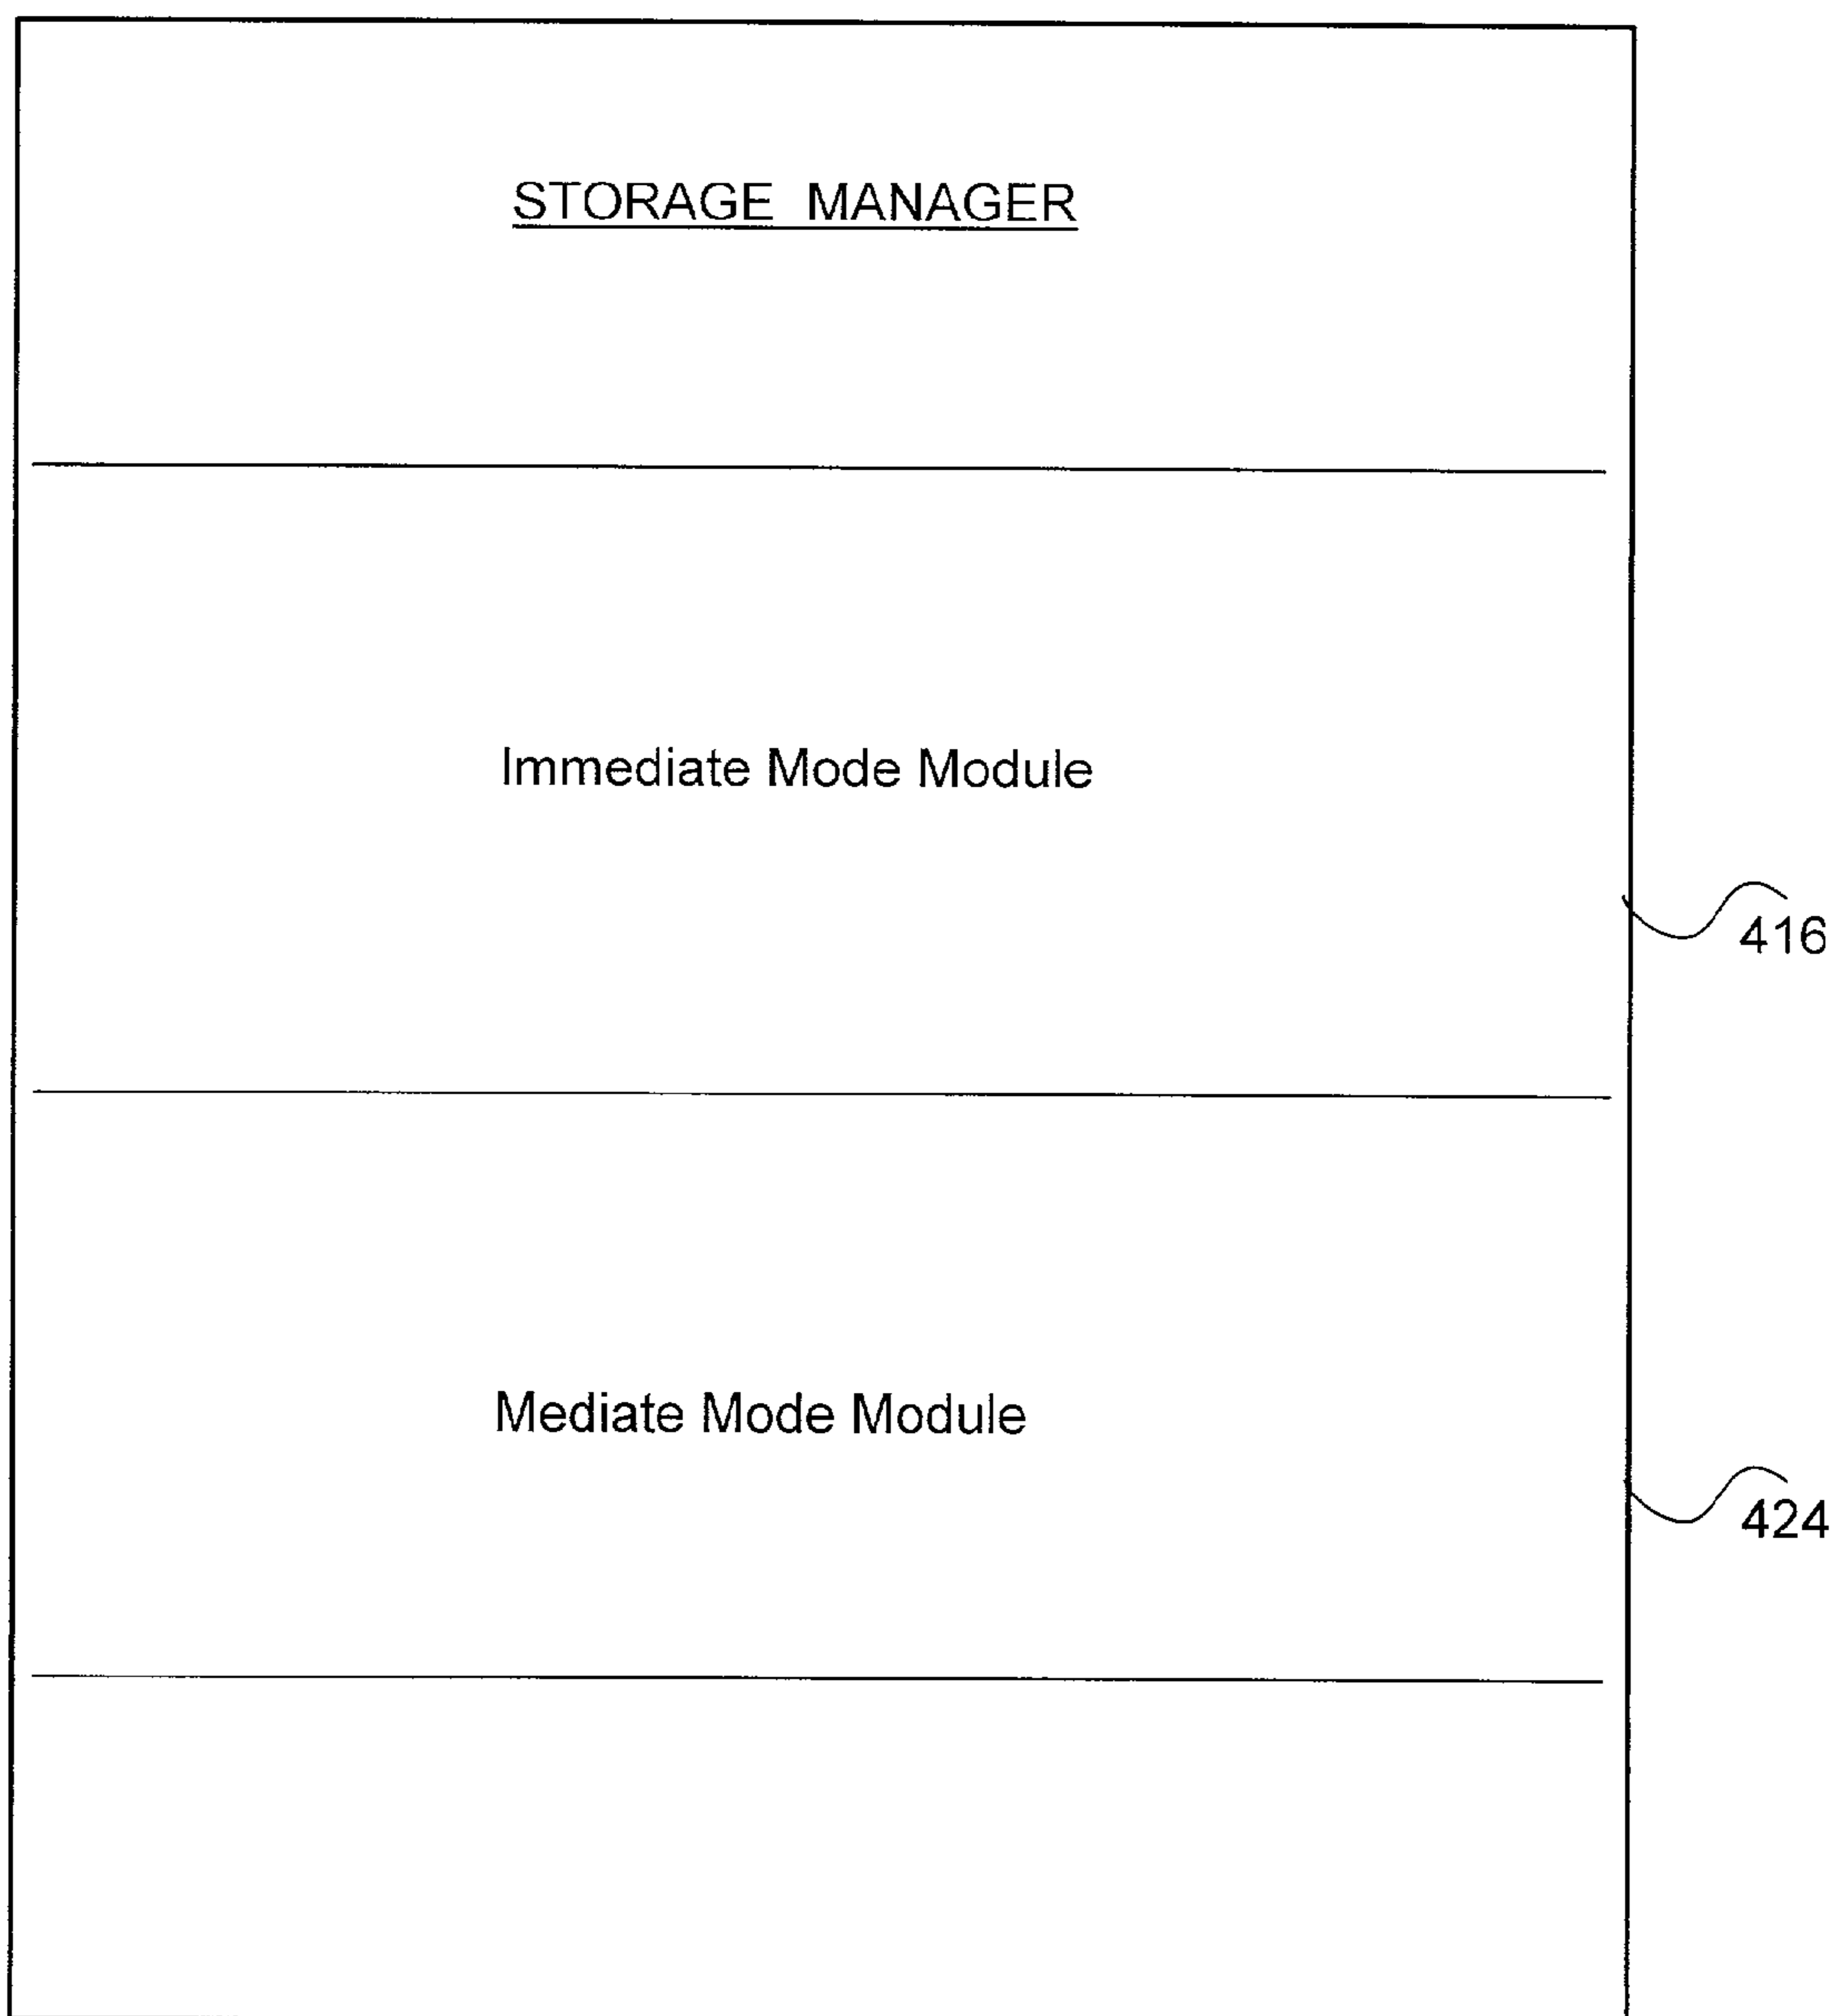 STORAGE MANAGER
Immediate Mode Module
416
Mediate Mode Module
424